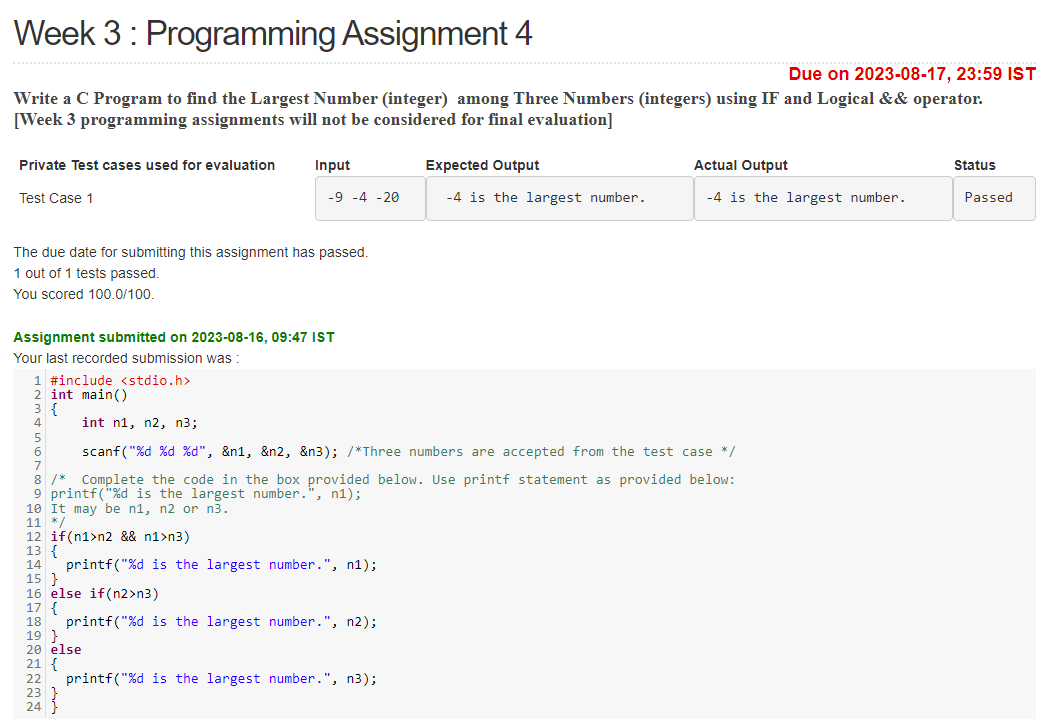 Week 3 : Programming Assignment 4
Due on 2023-08-17, 23:59 IST
Write a C Program to find the Largest Number (integer)  among Three Numbers (integers) using IF and Logical && operator.
[Week 3 programming assignments will not be considered for final evaluation]
Private Test cases used for evaluation Input Expected Output Actual Output Status
Test Case 1 -9 -4 -20 -4 is the largest number. -4 is the largest number. Passed
The due date for submitting this assignment has passed.
1 out of 1 tests passed.
You scored 100.0/100.
Assignment submitted on 2023-08-16, 09:47 IST
Your last recorded submission was :
1 #include <stdio.h>
2 int main()
3 {
4     int n1, n2, n3;
5
6     scanf("%d %d %d", &n1, &n2, &n3); /*Three numbers are accepted from the test case */
7
8 /*  Complete the code in the box provided below. Use printf statement as provided below:
9 printf("%d is the largest number.", n1);
10 It may be n1, n2 or n3.
11 */
12 if(n1>n2 && n1>n3)
13 {
14   printf("%d is the largest number.", n1);
15 }
16 else if(n2>n3)
17 {
18   printf("%d is the largest number.", n2);
19 }
20 else
21 {
22   printf("%d is the largest number.", n3);
23 }
24 }